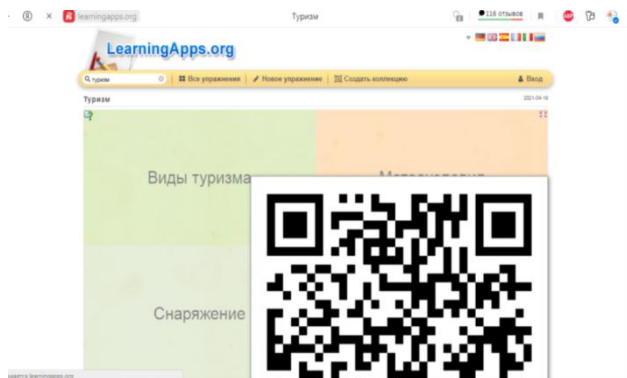 learningapps.org
Туризм
116 отзывов
LearningApps.org
туризм
Все упражнения
Новое упражнение
Создать коллекцию
Вход
Туризм
2021-04-16
Виды туризма
Снаряжение